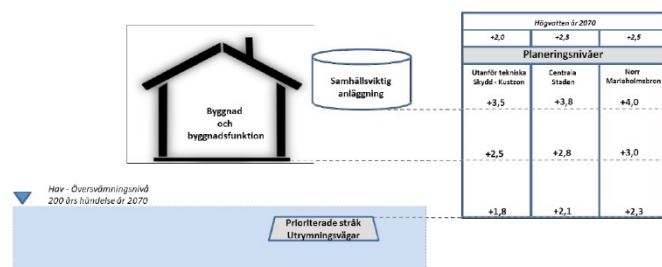 Högvatten år 2070
+2,0 +2,3 +2,5
Planeringsnivåer
Utanför tekniska
Skydd - Kustzon
Centrala
Staden
Norr
Marieholmsbron
Samhällsviktig
anläggning
+3,5 +3,8 +4,0
Byggnad
och
byggnadsfunktion
+2,5 +2,8 +3,0
Hav - Översvämningsnivå
200 års händelse år 2070
Prioriterade stråk
Utrymningsvägar
+1,8 +2,1 +2,3